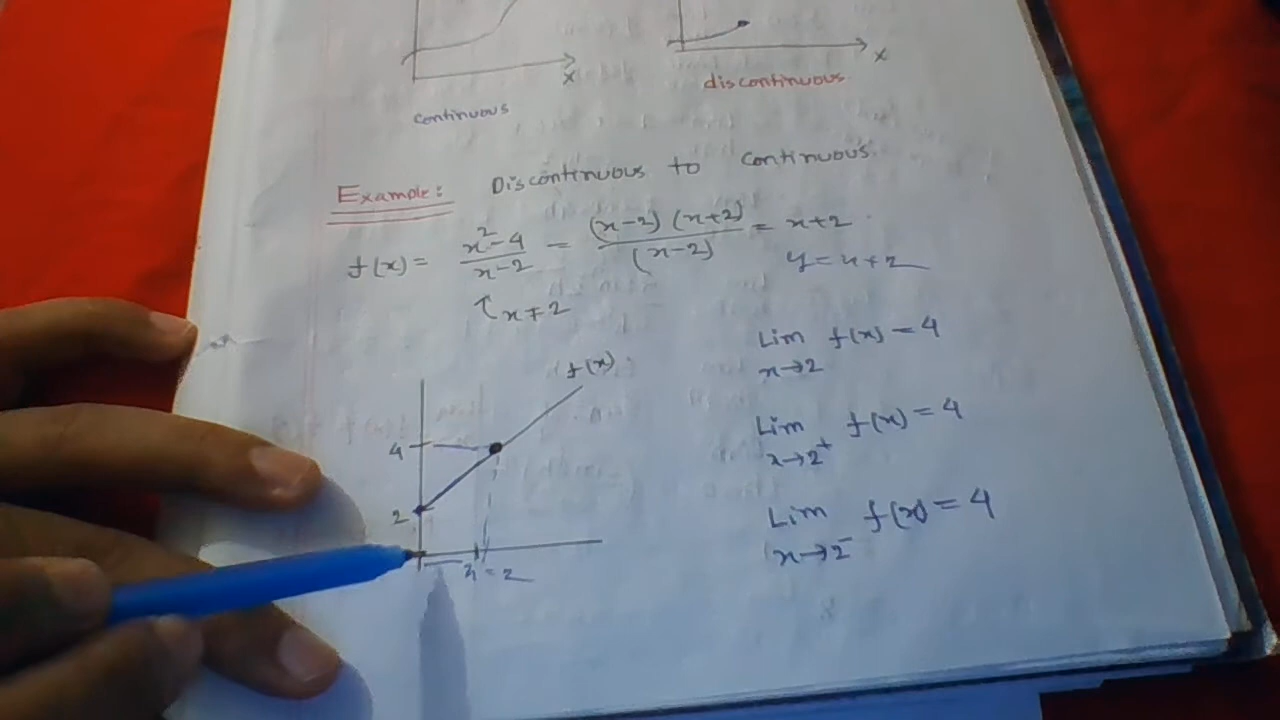 x
x
continuous
discontinuous
Example: Discontinuous to continuous.
f(x) = x²-4 / x-2 = (x-2) (x+2) / (x-2) = x+2
y = x+2
x≠2
Lim f(x) = 4
x→2
f(x)
Lim f(x) = 4
x→2⁺
4
2
Lim f(x) = 4
x→2⁻
x = 2